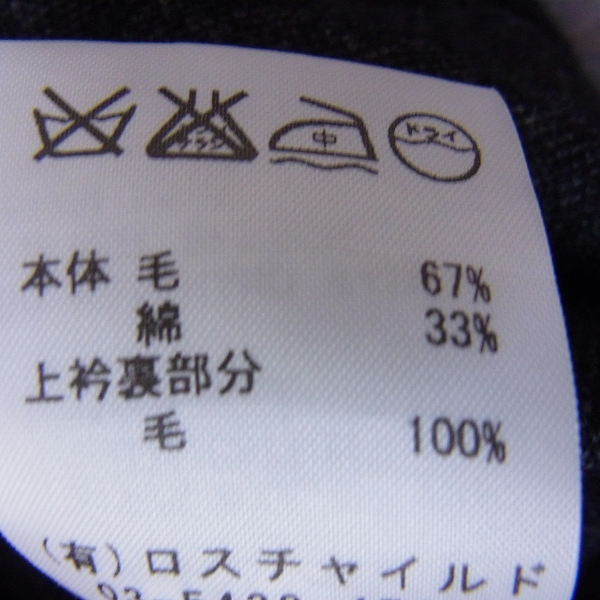 中 ドライ
本体 毛 67%
綿 33%
上衿裏部分
毛 100%
(有)ロスチャイルド